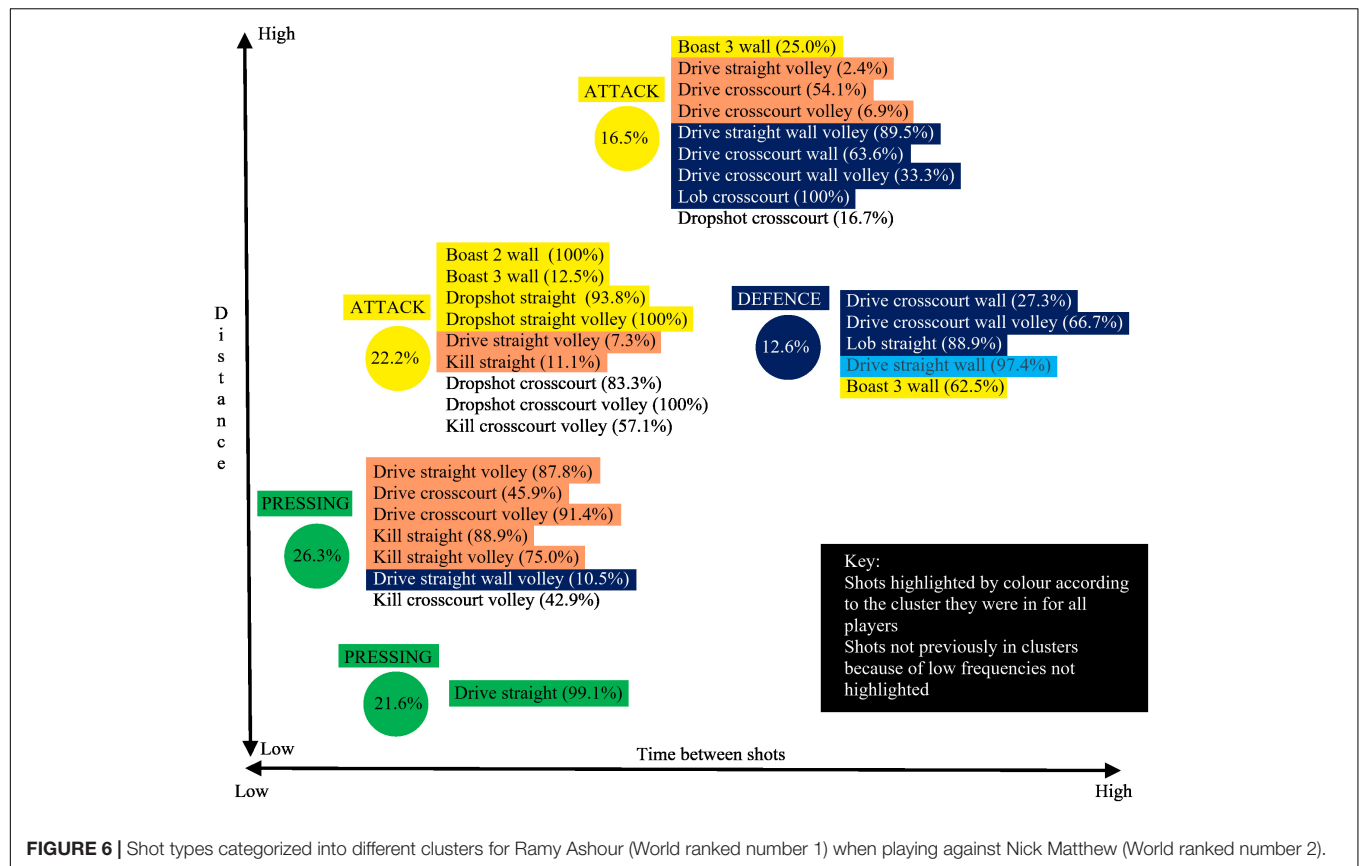 High
Boast 3 wall (25.0%)
Drive straight volley (2.4%)
ATTACK
Drive crosscourt (54.1%)
Drive crosscourt volley (6.9%)
16.5%
Drive straight wall volley (89.5%)
Drive crosscourt wall (63.6%)
Drive crosscourt wall volley (33.3%)
Lob crosscourt (100%)
Dropshot crosscourt (16.7%)
Boast 2 wall (100%)
Boast 3 wall (12.5%)
ATTACK
Dropshot straight (93.8%)
Dropshot straight volley (100%)
22.2%
Drive straight volley (7.3%)
Kill straight (11.1%)
Dropshot crosscourt (83.3%)
Dropshot crosscourt volley (100%)
Kill crosscourt volley (57.1%)
DEFENCE
Drive crosscourt wall (27.3%)
Drive crosscourt wall volley (66.7%)
12.6%
Lob straight (88.9%)
Drive straight wall (97.4%)
Boast 3 wall (62.5%)
Distance
Drive straight volley (87.8%)
PRESSING
Drive crosscourt (45.9%)
Drive crosscourt volley (91.4%)
26.3%
Kill straight (88.9%)
Kill straight volley (75.0%)
Drive straight wall volley (10.5%)
Kill crosscourt volley (42.9%)
Key:
Shots highlighted by colour according
to the cluster they were in for all
players
Shots not previously in clusters
because of low frequencies not
highlighted
PRESSING
21.6%
Drive straight (99.1%)
Low
Time between shots
Low
High
FIGURE 6 | Shot types categorized into different clusters for Ramy Ashour (World ranked number 1) when playing against Nick Matthew (World ranked number 2).